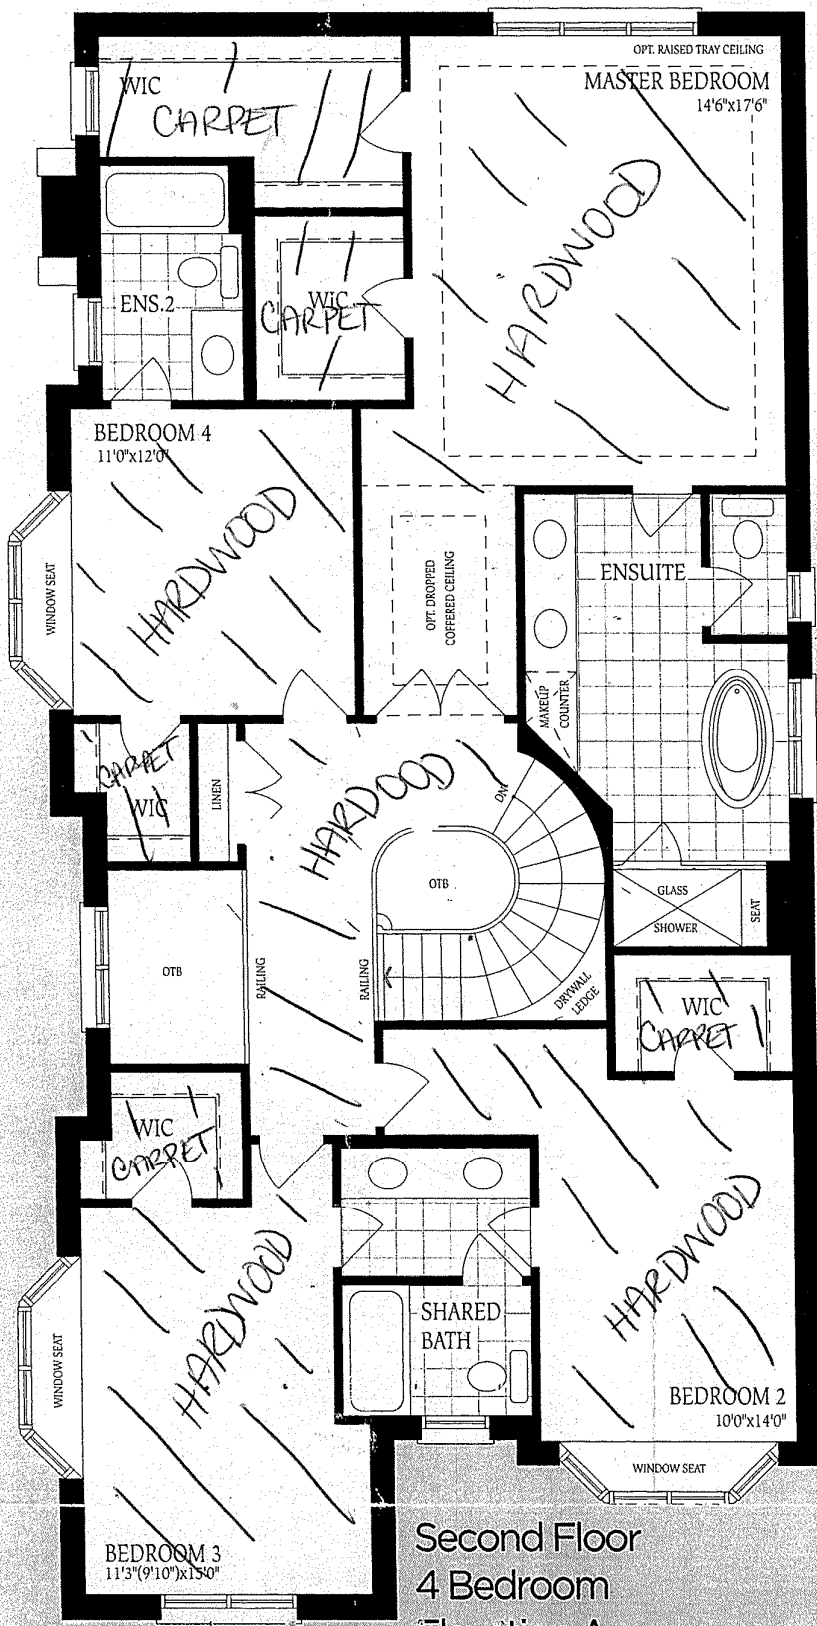 OPT. RAISED TRAY CEILING
WIC
CARPET
MASTER BEDROOM
14'6"x17'6"
HARDWOOD
ENS.2
WIC
CARPET
BEDROOM 4
11'0"x12'0"
HARDWOOD
WINDOW SEAT
OPT. DROPPED
COFFERED CEILING
ENSUITE
MAKEUP
COUNTER
CARPET
WIC
LINEN
HARDOOD
DN
OTB
GLASS
SHOWER
SEAT
OTB
RAILING
RAILING
DRYWALL
LEDGE
WIC
CARPET
WIC
CARPET
HARDWOOD
HARDWOOD
WINDOW SEAT
SHARED
BATH
BEDROOM 2
10'0"x14'0"
WINDOW SEAT
BEDROOM 3
11'3"(9'10")x15'0"
Second Floor
4 Bedroom